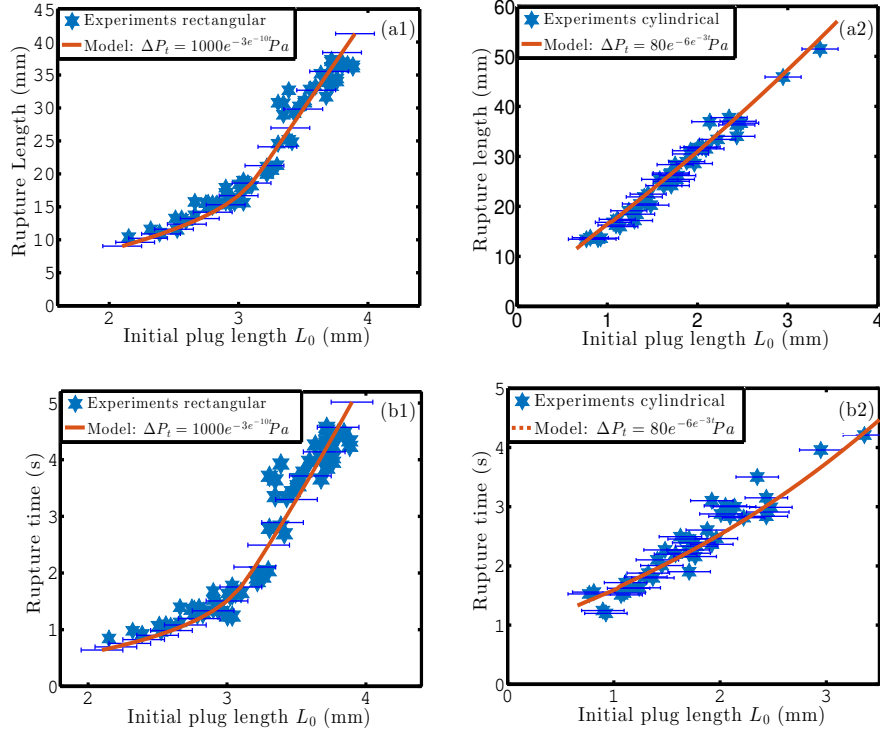 Experiments rectangular
Model: ΔP_t = 1000e^{-3e^{-10t}}Pa
(a1)
45
40
35
30
25
20
15
10
5
0
Rupture Length (mm)
2
3
4
Initial plug length L_0 (mm)
Experiments cylindrical
Model: ΔP_t = 80e^{-6e^{-3t}}Pa
(a2)
60
50
40
30
20
10
0
Rupture length (mm)
0
1
2
3
4
Initial plug length L_0 (mm)
Experiments rectangular
Model: ΔP_t = 1000e^{-3e^{-10t}}Pa
(b1)
5
4
3
2
1
0
Rupture time (s)
2
3
4
Initial plug length L_0 (mm)
Experiments cylindrical
Model: ΔP_t = 80e^{-6e^{-3t}}Pa
(b2)
5
4
3
2
1
0
Rupture time (s)
0
1
2
3
Initial plug length L_0 (mm)